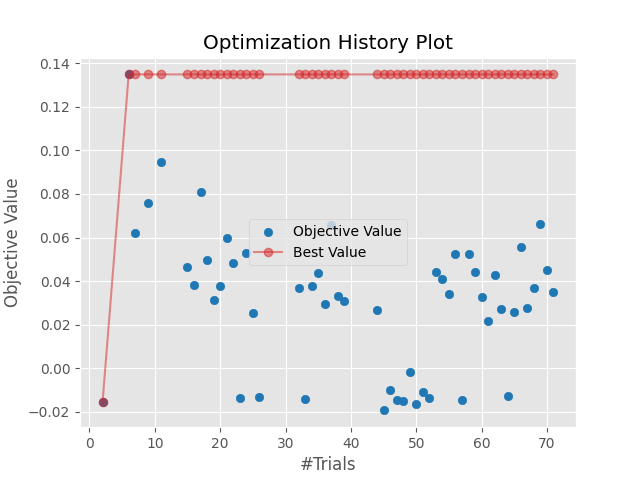 Optimization History Plot
Objective Value
0.14
0.12
0.10
0.08
0.06
0.04
0.02
0.00
−0.02
Objective Value
Best Value
0 10 20 30 40 50 60 70
#Trials